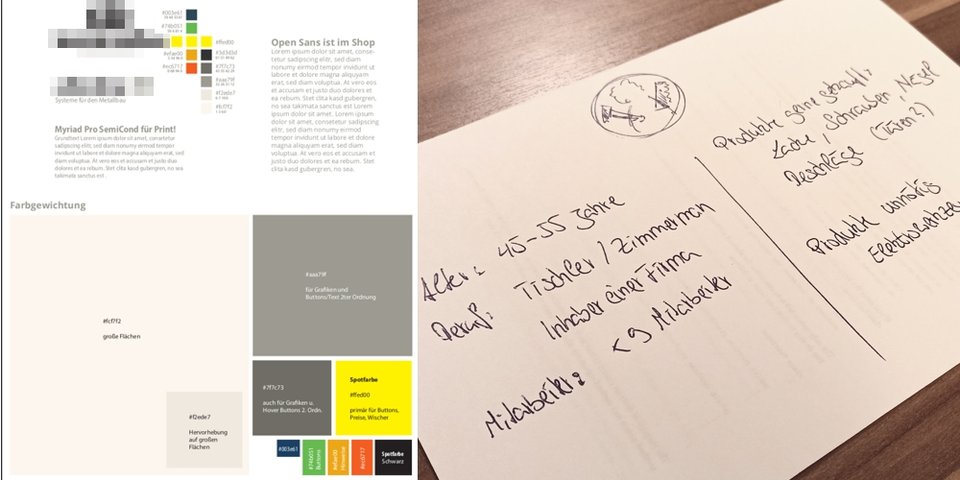 #003e61
#74b051
#ffed00
#efae00
#3d3d3d
#ec6717
#7f7c73
#aaa79f
#f2ede7
#fcf7f2
Systeme für den Metallbau
Myriad Pro SemiCond für Print!
Grundtext Lorem ipsum dolor sit amet, consetetur
sadipscing elitr, sed diam nonumy eirmod tempor
invidunt ut labore et dolore magna aliquyam erat,
sed diam voluptua. At vero eos et accusam et justo duo
dolores et ea rebum. Stet clita kasd gubergren, no sea
takimata sanctus est .
Open Sans ist im Shop
Lorem ipsum dolor sit amet, conse-
tetur sadipscing elitr, sed diam
nonumy eirmod tempor invidunt ut
labore et dolore magna aliquyam
erat, sed diam voluptua. At vero eos
et accusam et justo duo dolores et
ea rebum. Stet clita kasd gubergren,
no sea takimata sanctus est Lorem
ipsum dolor sit amet. Lorem ipsum
dolor sit amet, consetetur sadipscing
elitr, sed diam nonumy eirmod
tempor invidunt ut labore et dolore
magna aliquyam erat, sed diam
voluptua. At vero eos et accusam et
justo duo dolores et ea rebum. Stet
clita kasd gubergren, no sea.
Farbgewichtung
#fcf7f2
große Flächen
#f2ede7
Hervorhebung
auf großen
Flächen
#aaa79f
für Grafiken und
Buttons/Text 2ter Ordnung
#7f7c73
auch für Grafiken u.
Hover Buttons 2. Ordn.
Spotfarbe
#ffed00
primär für Buttons,
Preise, Wischer
#003e61
#74b051
Buttons
#efae00
Hinweise
#ec6717
Spotfarbe
Schwarz
Alter: 45-55 Jahre
Beruf: Tischler / Zimmerman
Inhaber einer Firma
<9 Mitarbeiter
Mitarbeiter:
Produkte gerne gekauft:
Schrauben, Nägel
Beschläge (Türen?)
Produkte unnötig